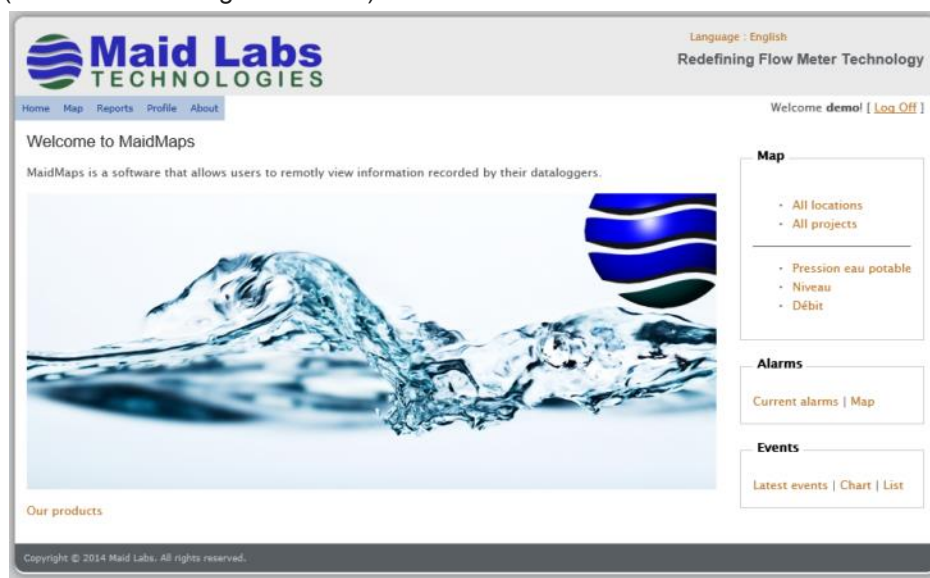 Maid Labs
TECHNOLOGIES
Language : English
Redefining Flow Meter Technology
Home Map Reports Profile About
Welcome demo! [ Log Off ]
Welcome to MaidMaps
MaidMaps is a software that allows users to remotly view information recorded by their dataloggers.
Our products
Map
All locations
All projects
Pression eau potable
Niveau
Débit
Alarms
Current alarms | Map
Events
Latest events | Chart | List
Copyright © 2014 Maid Labs. All rights reserved.